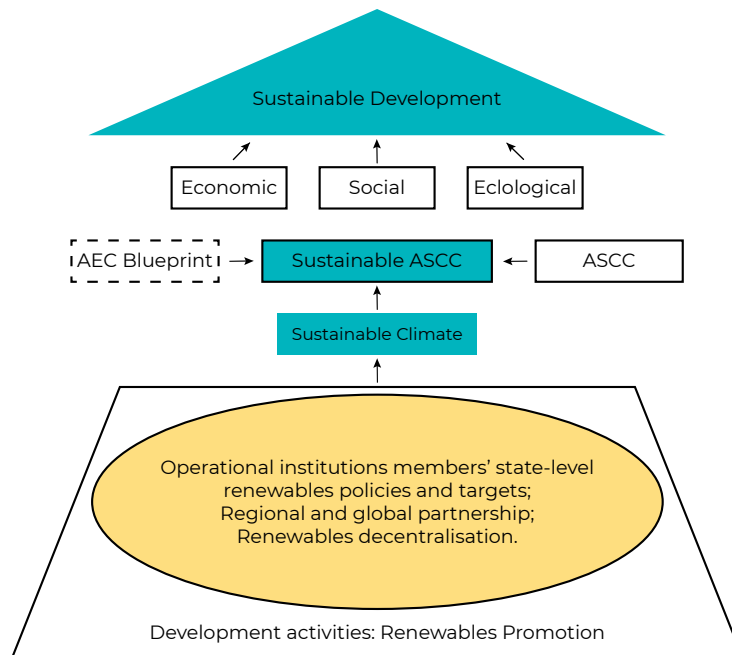 Sustainable Development
Economic
Social
Eclological
AEC Blueprint
Sustainable ASCC
ASCC
Sustainable Climate
Operational institutions members’ state-level
renewables policies and targets;
Regional and global partnership;
Renewables decentralisation.
Development activities: Renewables Promotion